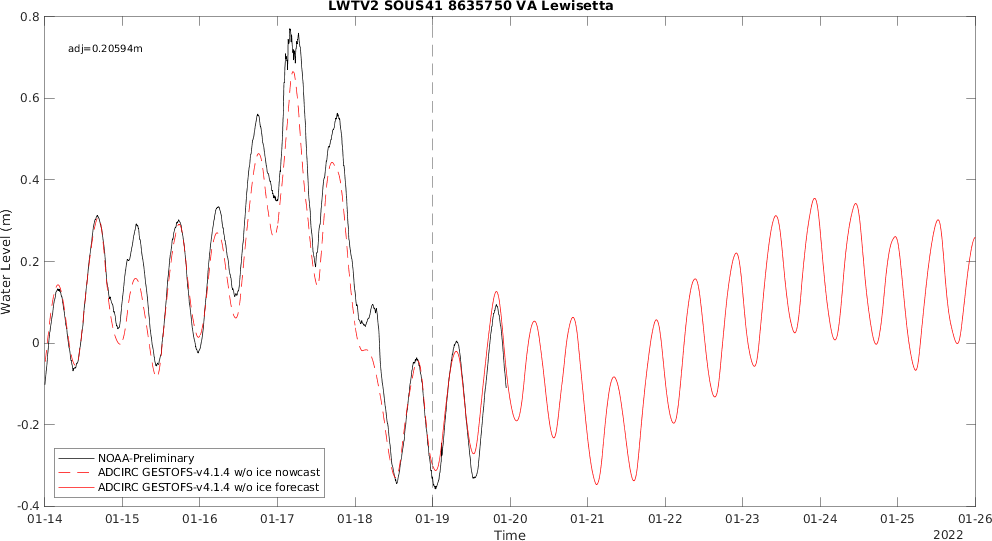 LWTV2 SOUS41 8635750 VA Lewisetta
adj=0.20594m
0.8
0.6
0.4
0.2
0
-0.2
-0.4
Water Level (m)
NOAA-Preliminary
ADCIRC GESTOFS-v4.1.4 w/o ice nowcast
ADCIRC GESTOFS-v4.1.4 w/o ice forecast
01-14 01-15 01-16 01-17 01-18 01-19 01-20 01-21 01-22 01-23 01-24 01-25 01-26
Time
2022